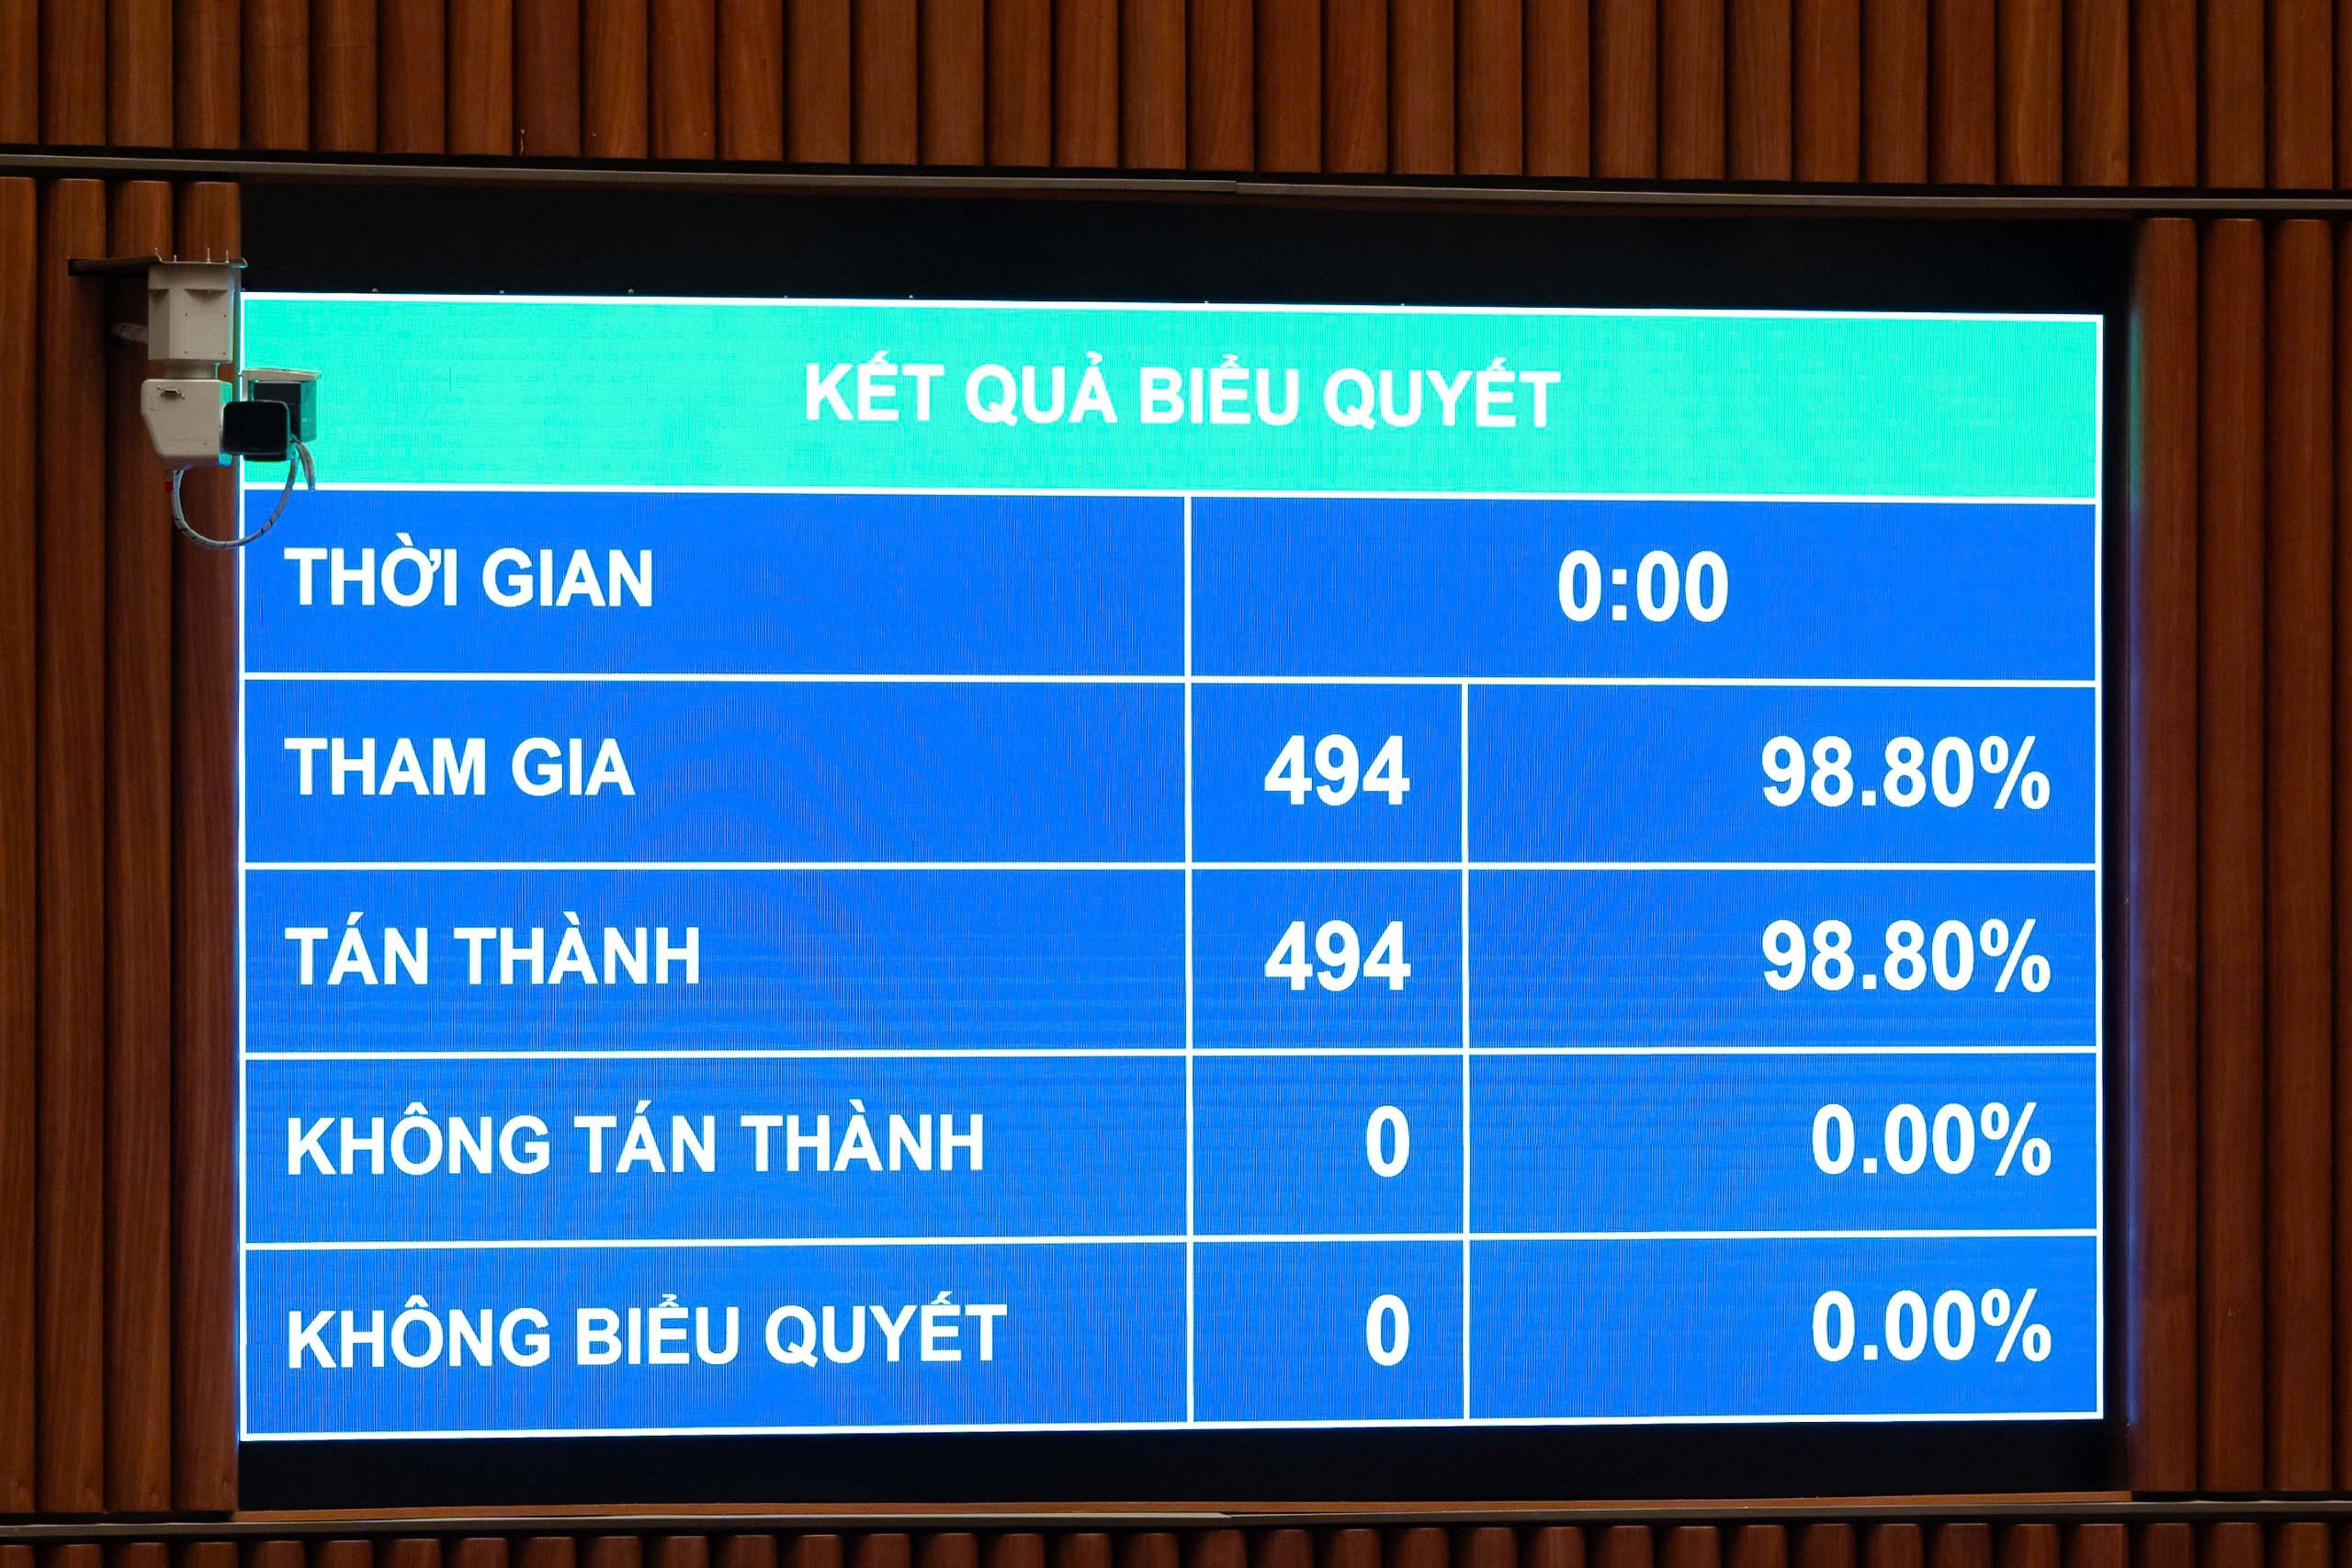 KẾT QUẢ BIỂU QUYẾT
THỜI GIAN 0:00
THAM GIA 494 98.80%
TÁN THÀNH 494 98.80%
KHÔNG TÁN THÀNH 0 0.00%
KHÔNG BIỂU QUYẾT 0 0.00%